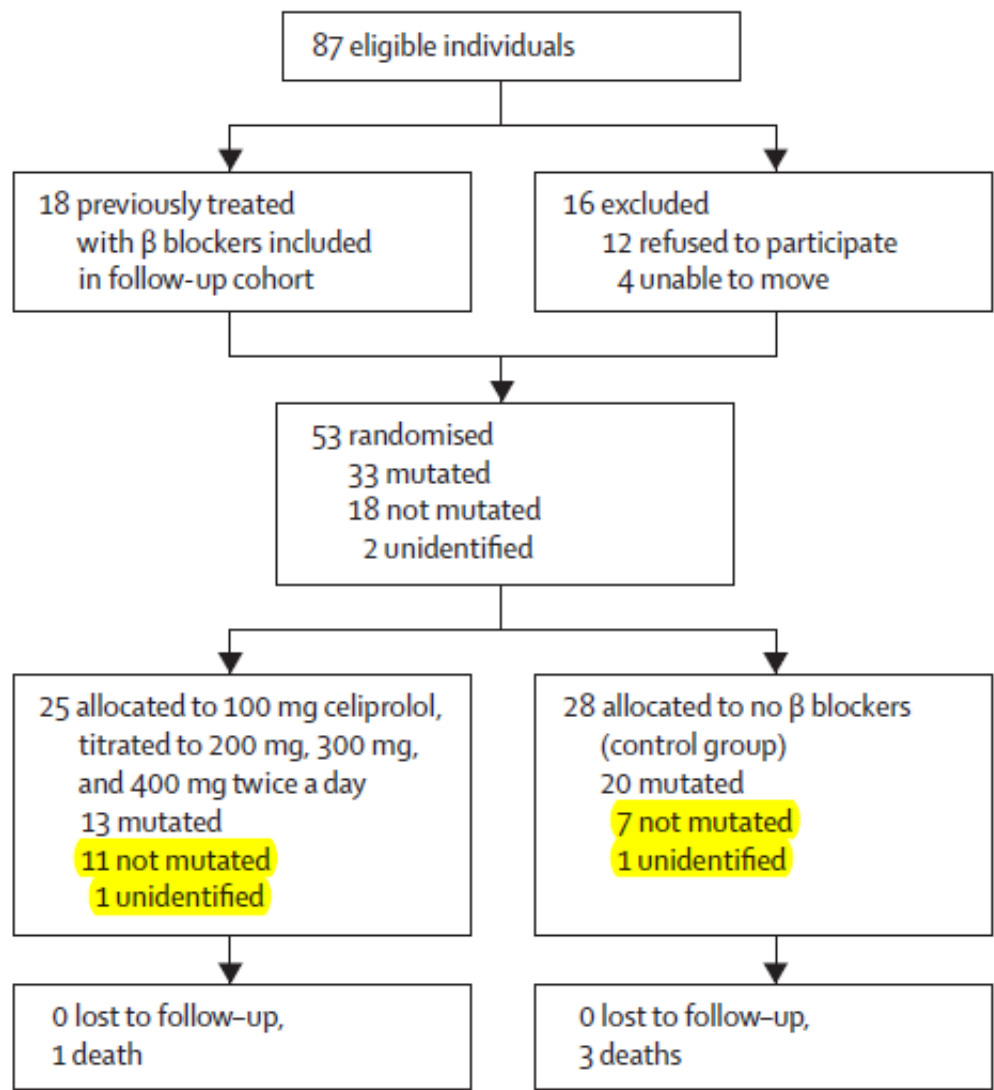 87 eligible individuals
18 previously treated
with β blockers included
in follow-up cohort
16 excluded
12 refused to participate
4 unable to move
53 randomised
33 mutated
18 not mutated
2 unidentified
25 allocated to 100 mg celiprolol,
titrated to 200 mg, 300 mg,
and 400 mg twice a day
13 mutated
11 not mutated
1 unidentified
28 allocated to no β blockers
(control group)
20 mutated
7 not mutated
1 unidentified
0 lost to follow–up,
1 death
0 lost to follow–up,
3 deaths